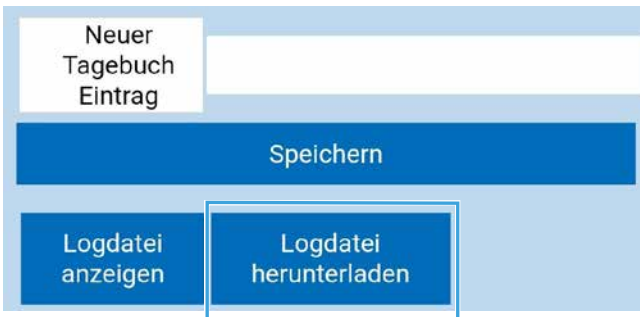 Neuer
Tagebuch
Eintrag
Speichern
Logdatei
anzeigen
Logdatei
herunterladen